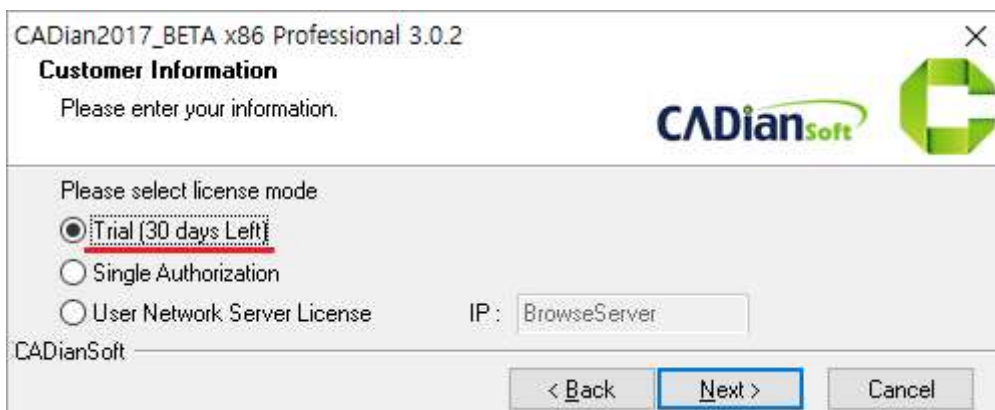 CADian2017_BETA x86 Professional 3.0.2
Customer Information
Please enter your information.
CADianSoft
Please select license mode
Trial (30 days Left)
Single Authorization
User Network Server License IP : BrowseServer
CADianSoft
< Back Next > Cancel